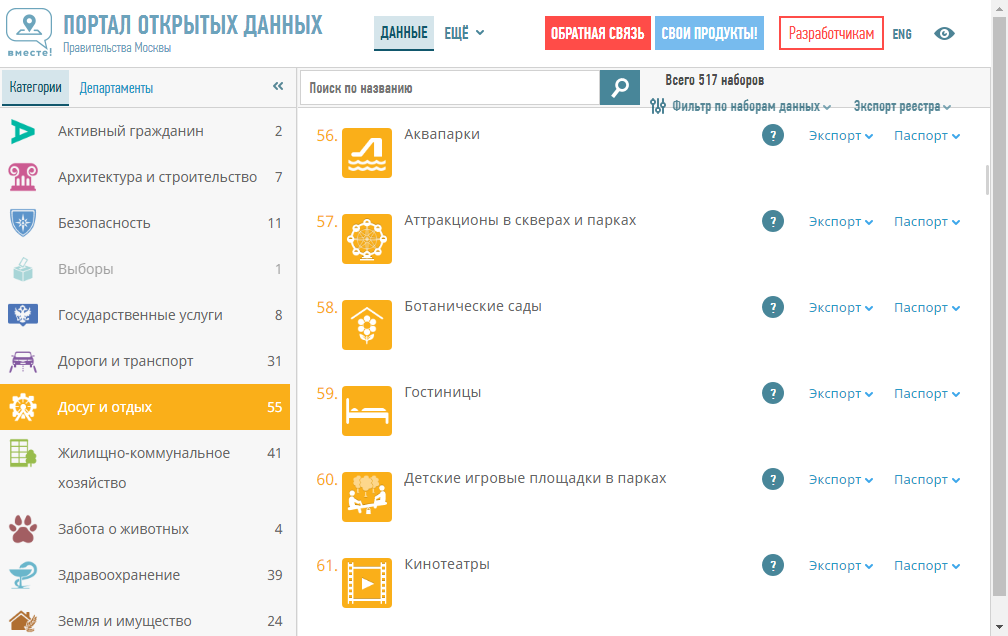 вместе!
ПОРТАЛ ОТКРЫТЫХ ДАННЫХ
Правительства Москвы
ДАННЫЕ
ЕЩЁ
ОБРАТНАЯ СВЯЗЬ
СВОИ ПРОДУКТЫ!
Разработчикам
ENG
Категории
Департаменты
«
Поиск по названию
Всего 517 наборов
Фильтр по наборам данных
Экспорт реестра
Активный гражданин 2
Архитектура и строительство 7
Безопасность 11
Выборы 1
Государственные услуги 8
Дороги и транспорт 31
Досуг и отдых 55
Жилищно-коммунальное 41
хозяйство
Забота о животных 4
Здравоохранение 39
Земля и имущество 24
56. Аквапарки ? Экспорт Паспорт
57. Аттракционы в скверах и парках ? Экспорт Паспорт
58. Ботанические сады ? Экспорт Паспорт
59. Гостиницы ? Экспорт Паспорт
60. Детские игровые площадки в парках ? Экспорт Паспорт
61. Кинотеатры ? Экспорт Паспорт